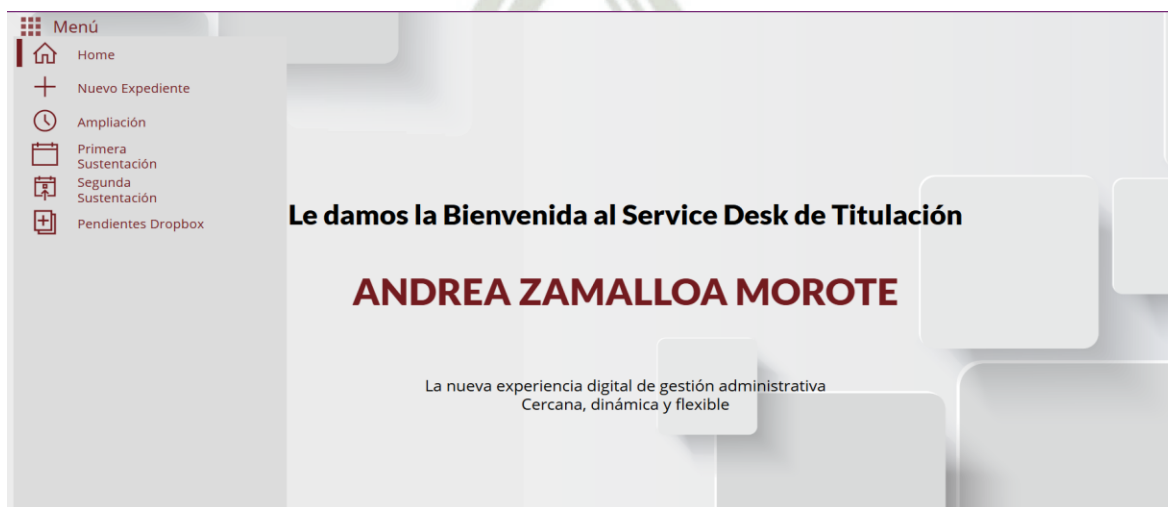 Menú
Home
Nuevo Expediente
Ampliación
Primera
Sustentación
Segunda
Sustentación
Pendientes Dropbox
Le damos la Bienvenida al Service Desk de Titulación
ANDREA ZAMALLOA MOROTE
La nueva experiencia digital de gestión administrativa
Cercana, dinámica y flexible